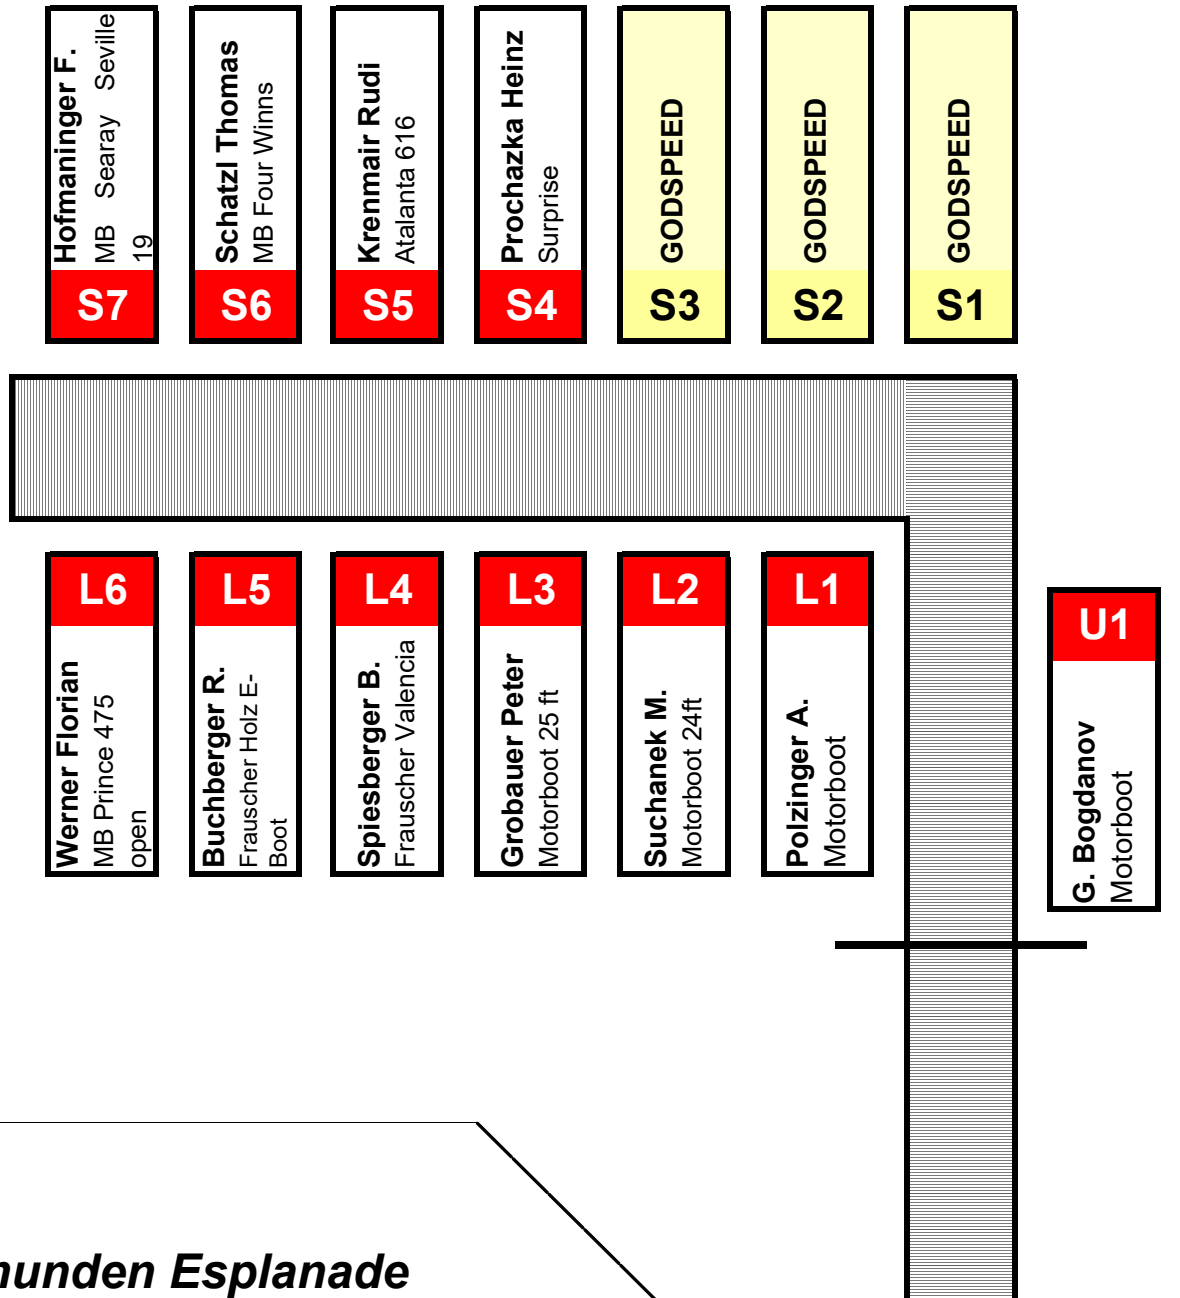 Hofmaninger F.
MB Searay Seville
19
S7
Schatzl Thomas
MB Four Winns
S6
Krenmair Rudi
Atalanta 616
S5
Prochazka Heinz
Surprise
S4
GODSPEED
S3
GODSPEED
S2
GODSPEED
S1
L6
Werner Florian
MB Prince 475
open
L5
Buchberger R.
Frauscher Holz E-
Boot
L4
Spiesberger B.
Frauscher Valencia
L3
Grobauer Peter
Motorboot 25 ft
L2
Suchanek M.
Motorboot 24ft
L1
Polzinger A.
Motorboot
U1
G. Bogdanov
Motorboot
Esplanade